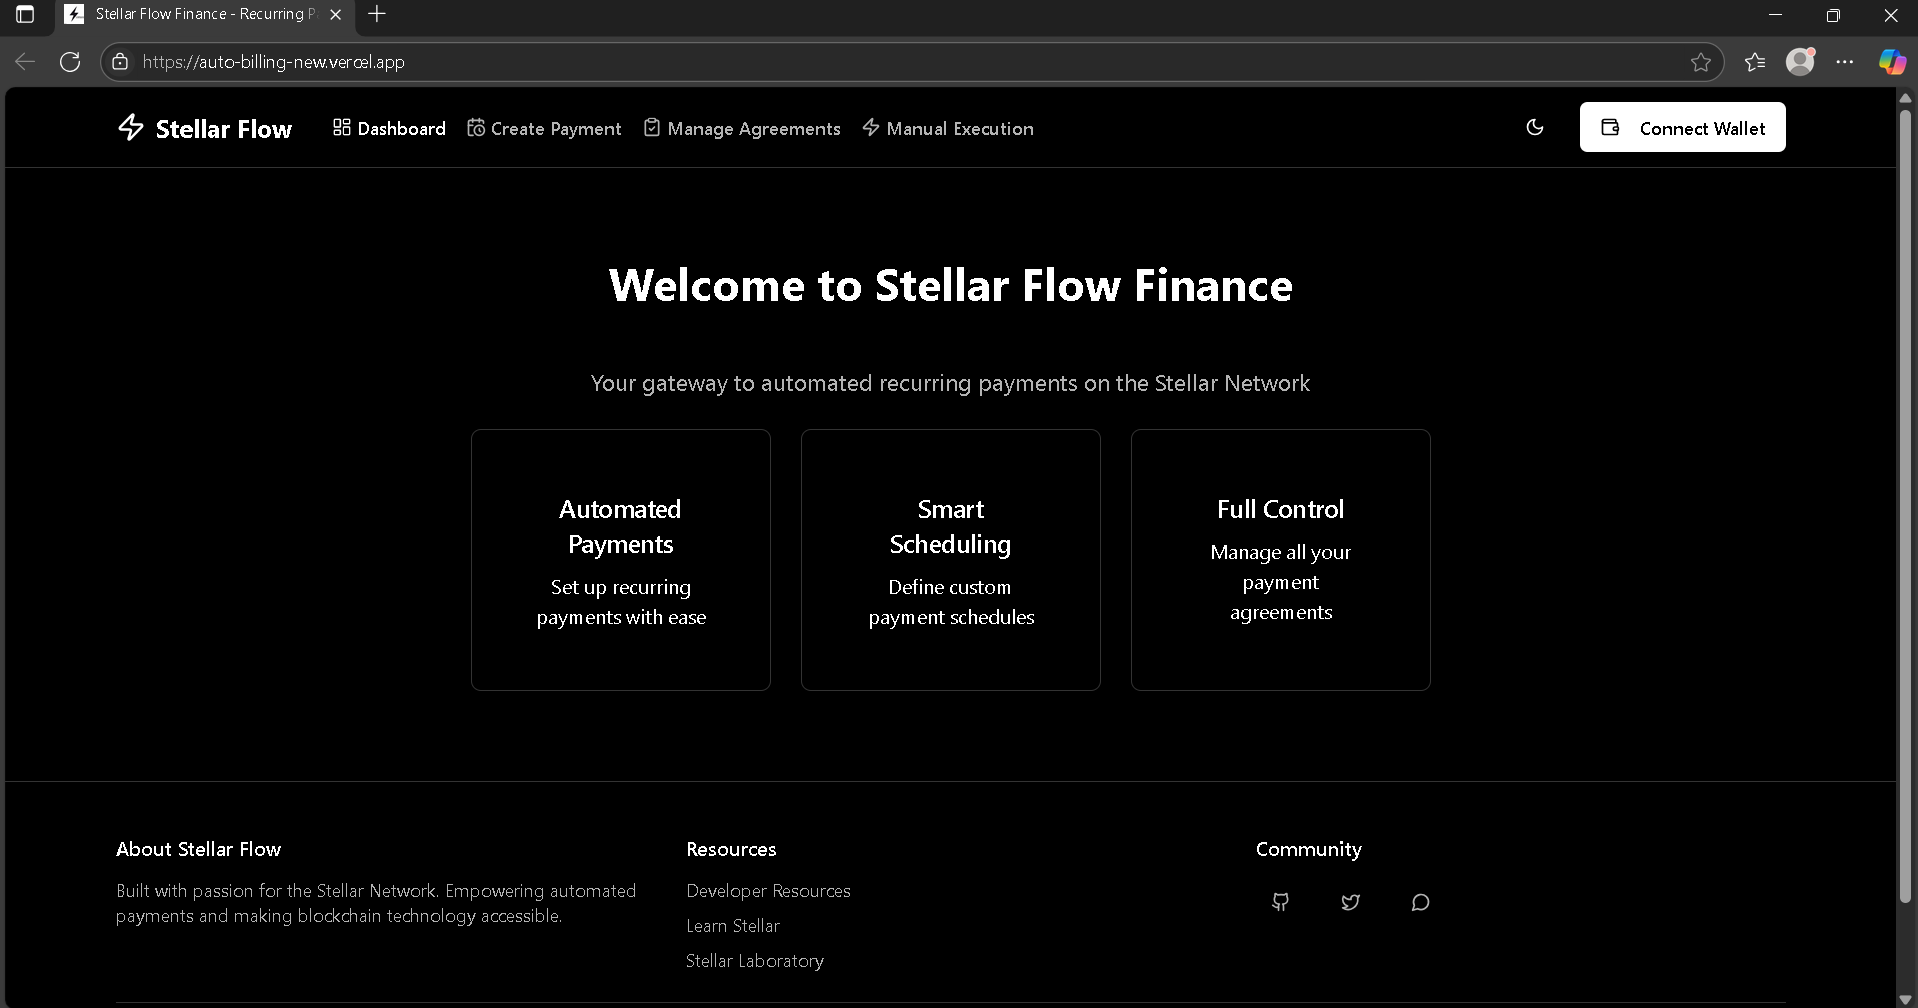 Stellar Flow Finance - Recurring P
https://auto-billing-new.vercel.app
Stellar Flow
Dashboard
Create Payment
Manage Agreements
Manual Execution
Connect Wallet
Welcome to Stellar Flow Finance
Your gateway to automated recurring payments on the Stellar Network
Automated
Payments
Set up recurring
payments with ease
Smart
Scheduling
Define custom
payment schedules
Full Control
Manage all your
payment
agreements
About Stellar Flow
Built with passion for the Stellar Network. Empowering automated
payments and making blockchain technology accessible.
Resources
Developer Resources
Learn Stellar
Stellar Laboratory
Community